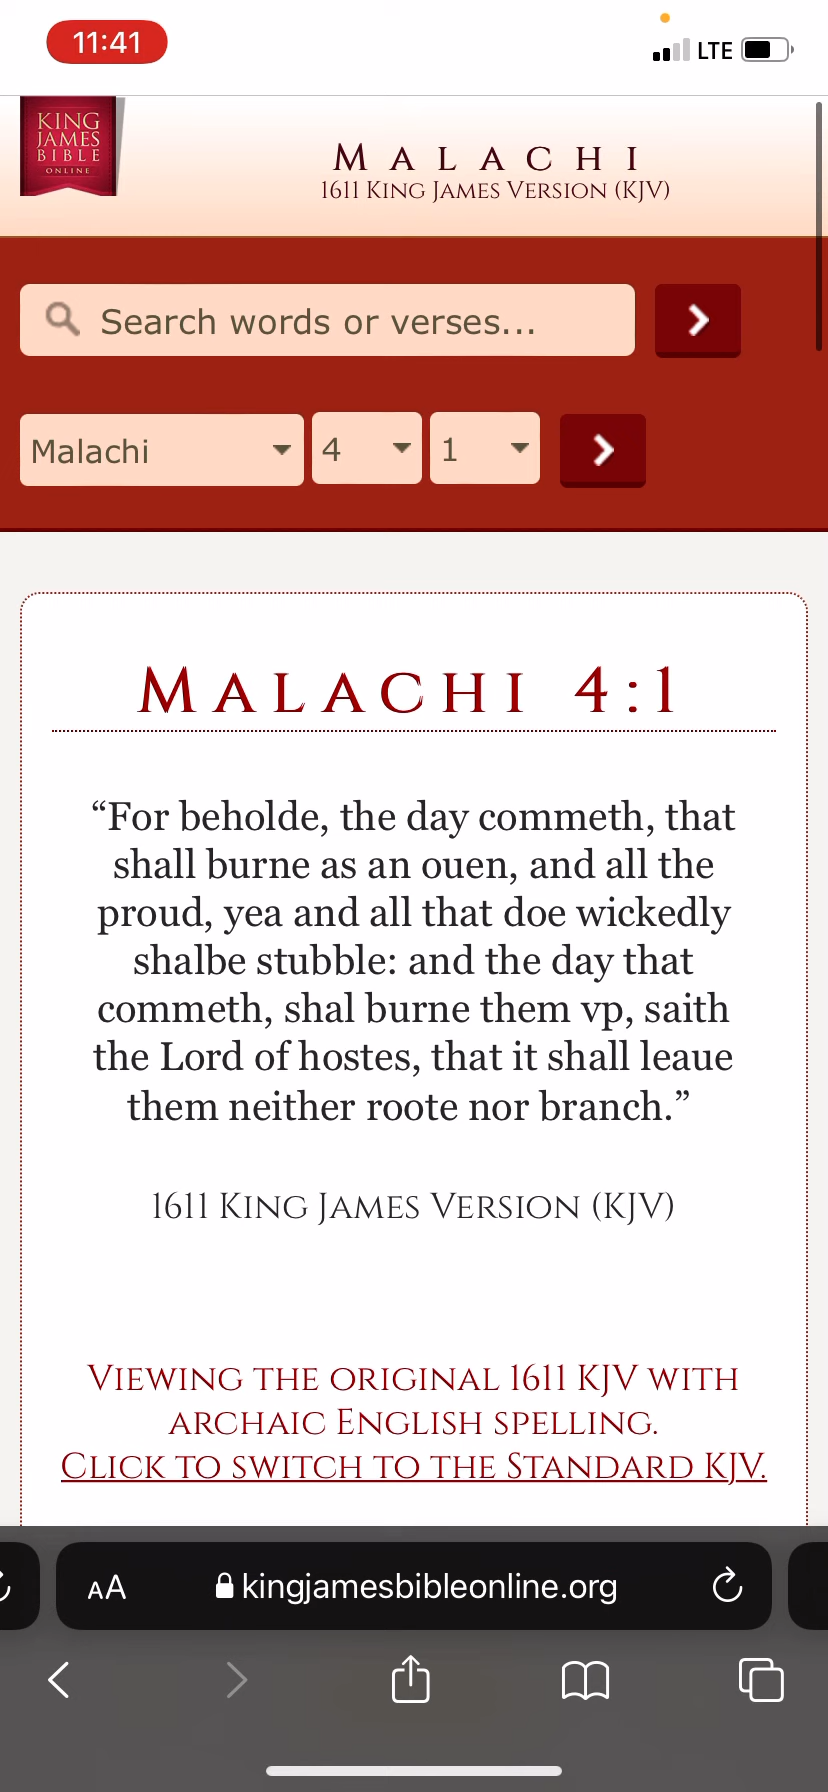 11:41
LTE
KING
JAMES
BIBLE
ONLINE
MALACHI
1611 KING JAMES VERSION (KJV)
Search words or verses...
Malachi 4 1
MALACHI 4:1
“For beholde, the day commeth, that
shall burne as an ouen, and all the
proud, yea and all that doe wickedly
shalbe stubble: and the day that
commeth, shal burne them vp, saith
the Lord of hostes, that it shall leaue
them neither roote nor branch.”
1611 KING JAMES VERSION (KJV)
VIEWING THE ORIGINAL 1611 KJV WITH
ARCHAIC ENGLISH SPELLING.
CLICK TO SWITCH TO THE STANDARD KJV.
AA kingjamesbibleonline.org